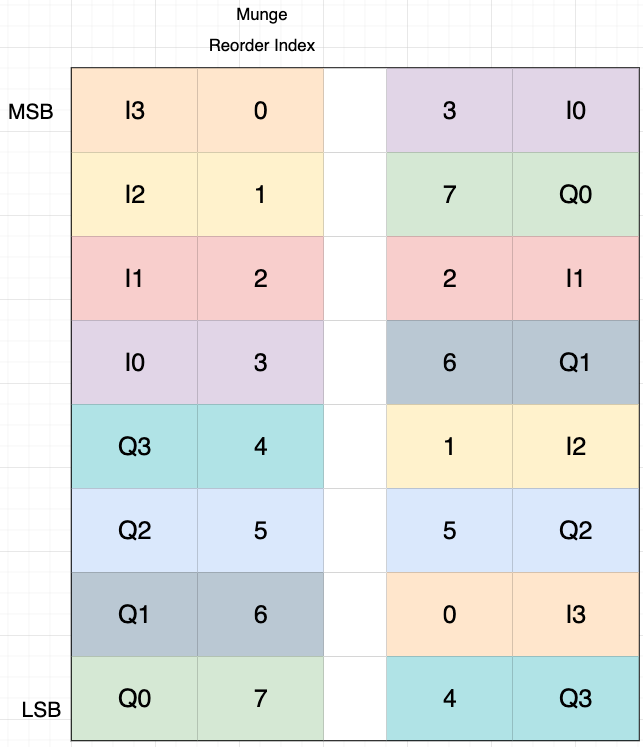 Munge
Reorder Index
MSB I3 0 3 I0
I2 1 7 Q0
I1 2 2 I1
I0 3 6 Q1
Q3 4 1 I2
Q2 5 5 Q2
Q1 6 0 I3
LSB Q0 7 4 Q3